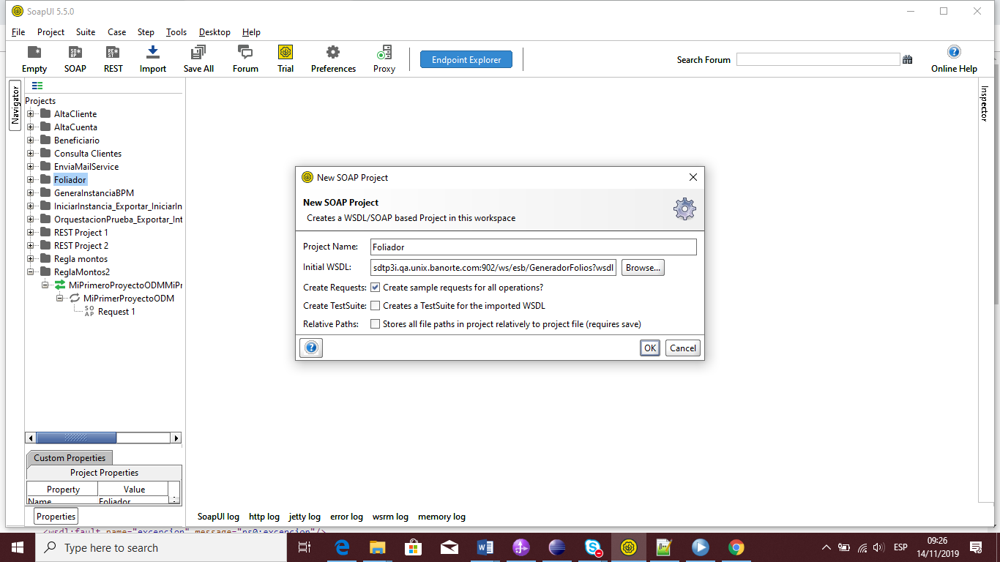 SoapUI 5.5.0
File Project Suite Case Step Tools Desktop Help
Empty SOAP REST Import Save All Forum Trial Preferences Proxy Endpoint Explorer Search Forum Online Help
Navigator
Inspector
Projects
AltaCliente
AltaCuenta
Beneficiario
Consulta Clientes
EnviaMailService
Foliador
GeneraInstanciaBPM
IniciarInstancia_Exportar_IniciarIn
OrquestacionPrueba_Exportar_Int
REST Project 1
REST Project 2
Regla montos
ReglaMontos2
MiPrimeroProyectoODMMiPr
MiPrimerProyectoODM
Request 1
New SOAP Project
New SOAP Project
Creates a WSDL/SOAP based Project in this workspace
Project Name: Foliador
Initial WSDL: sdtp3i.qa.unix.banorte.com:902/ws/esb/GeneradorFolios?wsdl Browse...
Create Requests: Create sample requests for all operations?
Create TestSuite: Creates a TestSuite for the imported WSDL
Relative Paths: Stores all file paths in project relatively to project file (requires save)
OK Cancel
Custom Properties
Project Properties
Property Value
Name Foliador
Properties
SoapUI log http log jetty log error log wsrm log memory log
<wsdl:fault name="excepcion" message="ns0:excepcion"/>
Type here to search
ESP
09:26
14/11/2019